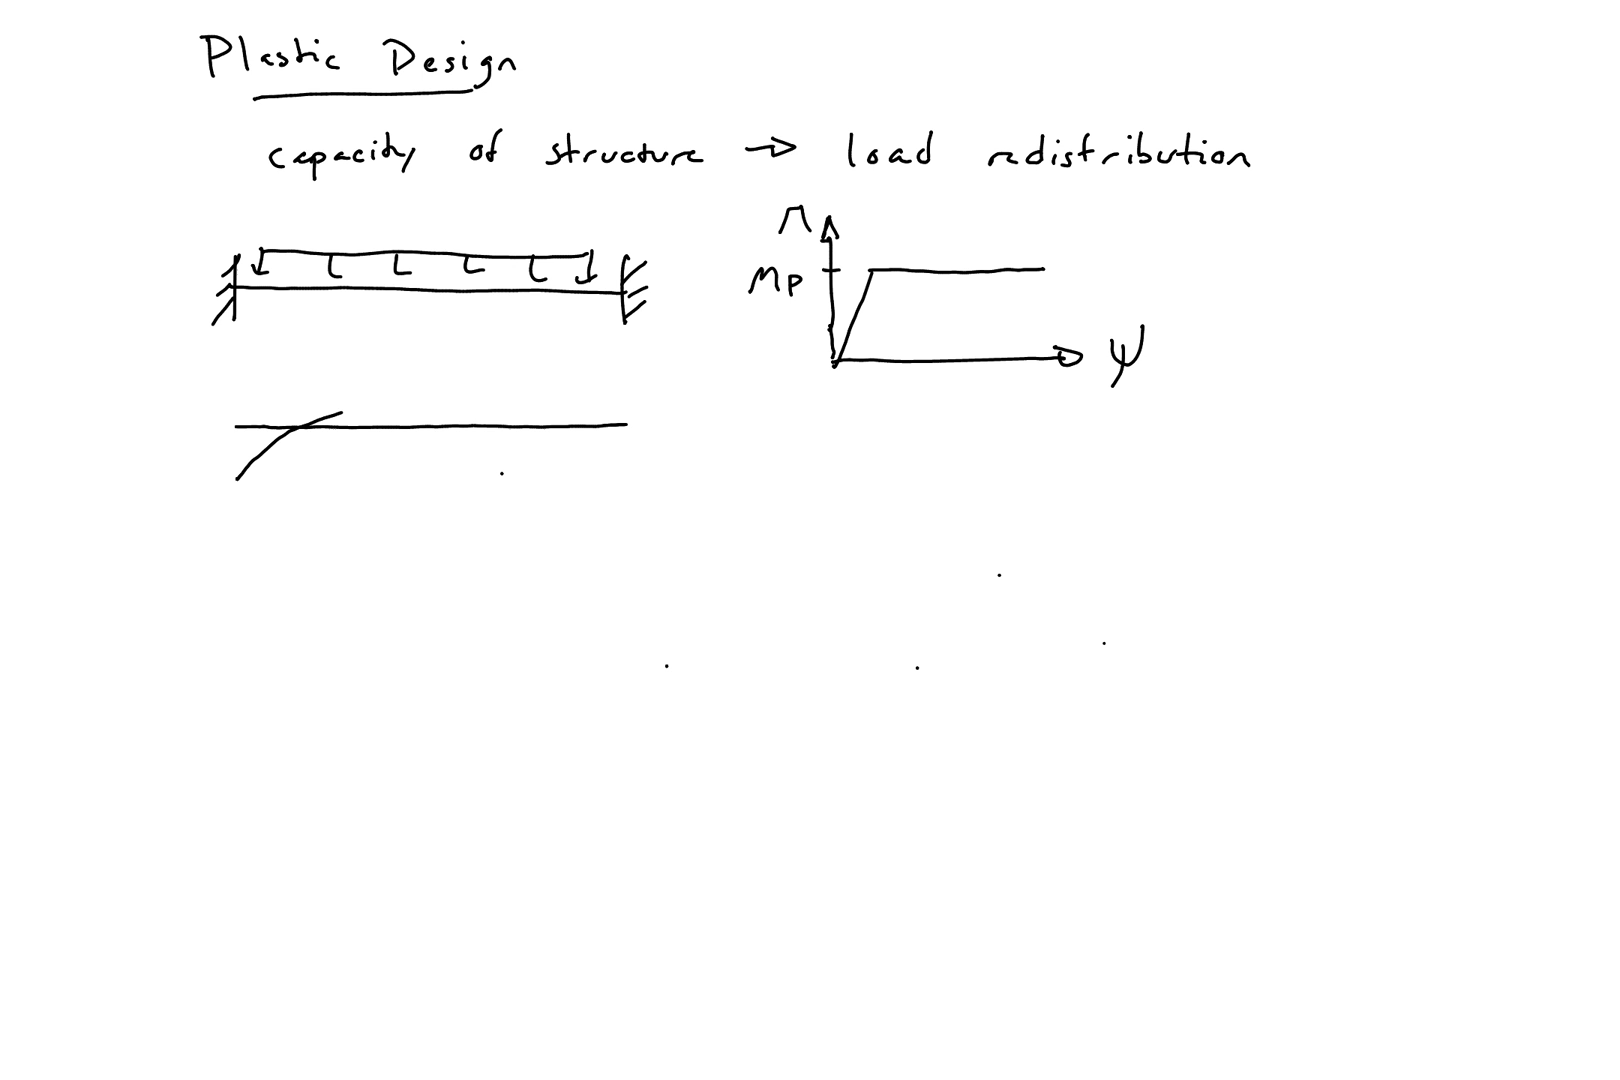 Plastic Design
capacity of structure → load redistribution
M
Mp
ψ